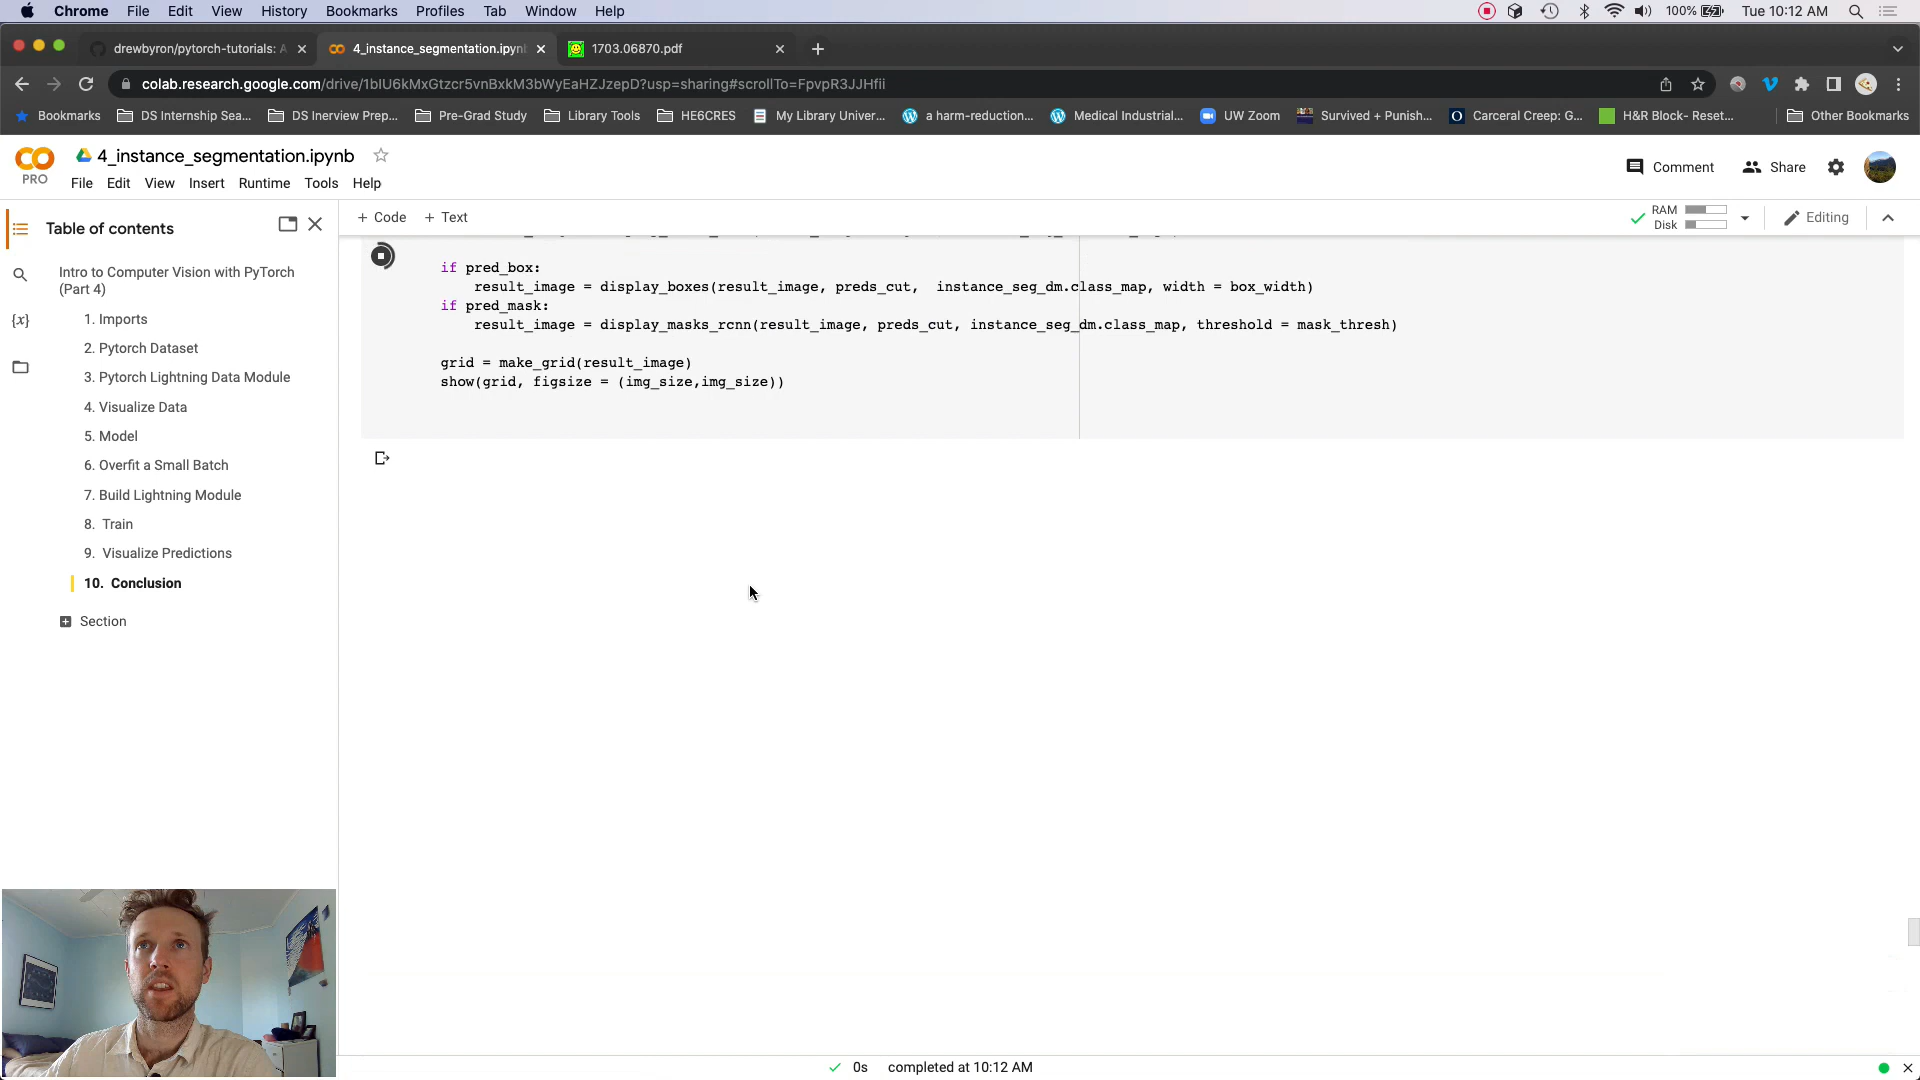 Chrome File Edit View History Bookmarks Profiles Tab Window Help 100% Tue 10:12 AM
drewbyron/pytorch-tutorials: A 4_instance_segmentation.ipyn 1703.06870.pdf
colab.research.google.com/drive/1bIU6kMxGtzcr5vnBxkM3bWyEaHZJzepD?usp=sharing#scrollTo=FpvpR3JJHfii
Bookmarks DS Internship Sea... DS Inerview Prep... Pre-Grad Study Library Tools HE6CRES My Library Univer... a harm-reduction... Medical Industrial... UW Zoom Survived + Punish... Carceral Creep: G... H&R Block- Reset... Other Bookmarks
CO PRO
4_instance_segmentation.ipynb
File Edit View Insert Runtime Tools Help
Comment Share
Table of contents
+ Code + Text
RAM
Disk
Editing
Intro to Computer Vision with PyTorch
(Part 4)
1. Imports
2. Pytorch Dataset
3. Pytorch Lightning Data Module
4. Visualize Data
5. Model
6. Overfit a Small Batch
7. Build Lightning Module
8. Train
9. Visualize Predictions
10. Conclusion
Section
{x}
if pred_box:
result_image = display_boxes(result_image, preds_cut, instance_seg_dm.class_map, width = box_width)
if pred_mask:
result_image = display_masks_rcnn(result_image, preds_cut, instance_seg_dm.class_map, threshold = mask_thresh)
grid = make_grid(result_image)
show(grid, figsize = (img_size,img_size))
0s completed at 10:12 AM